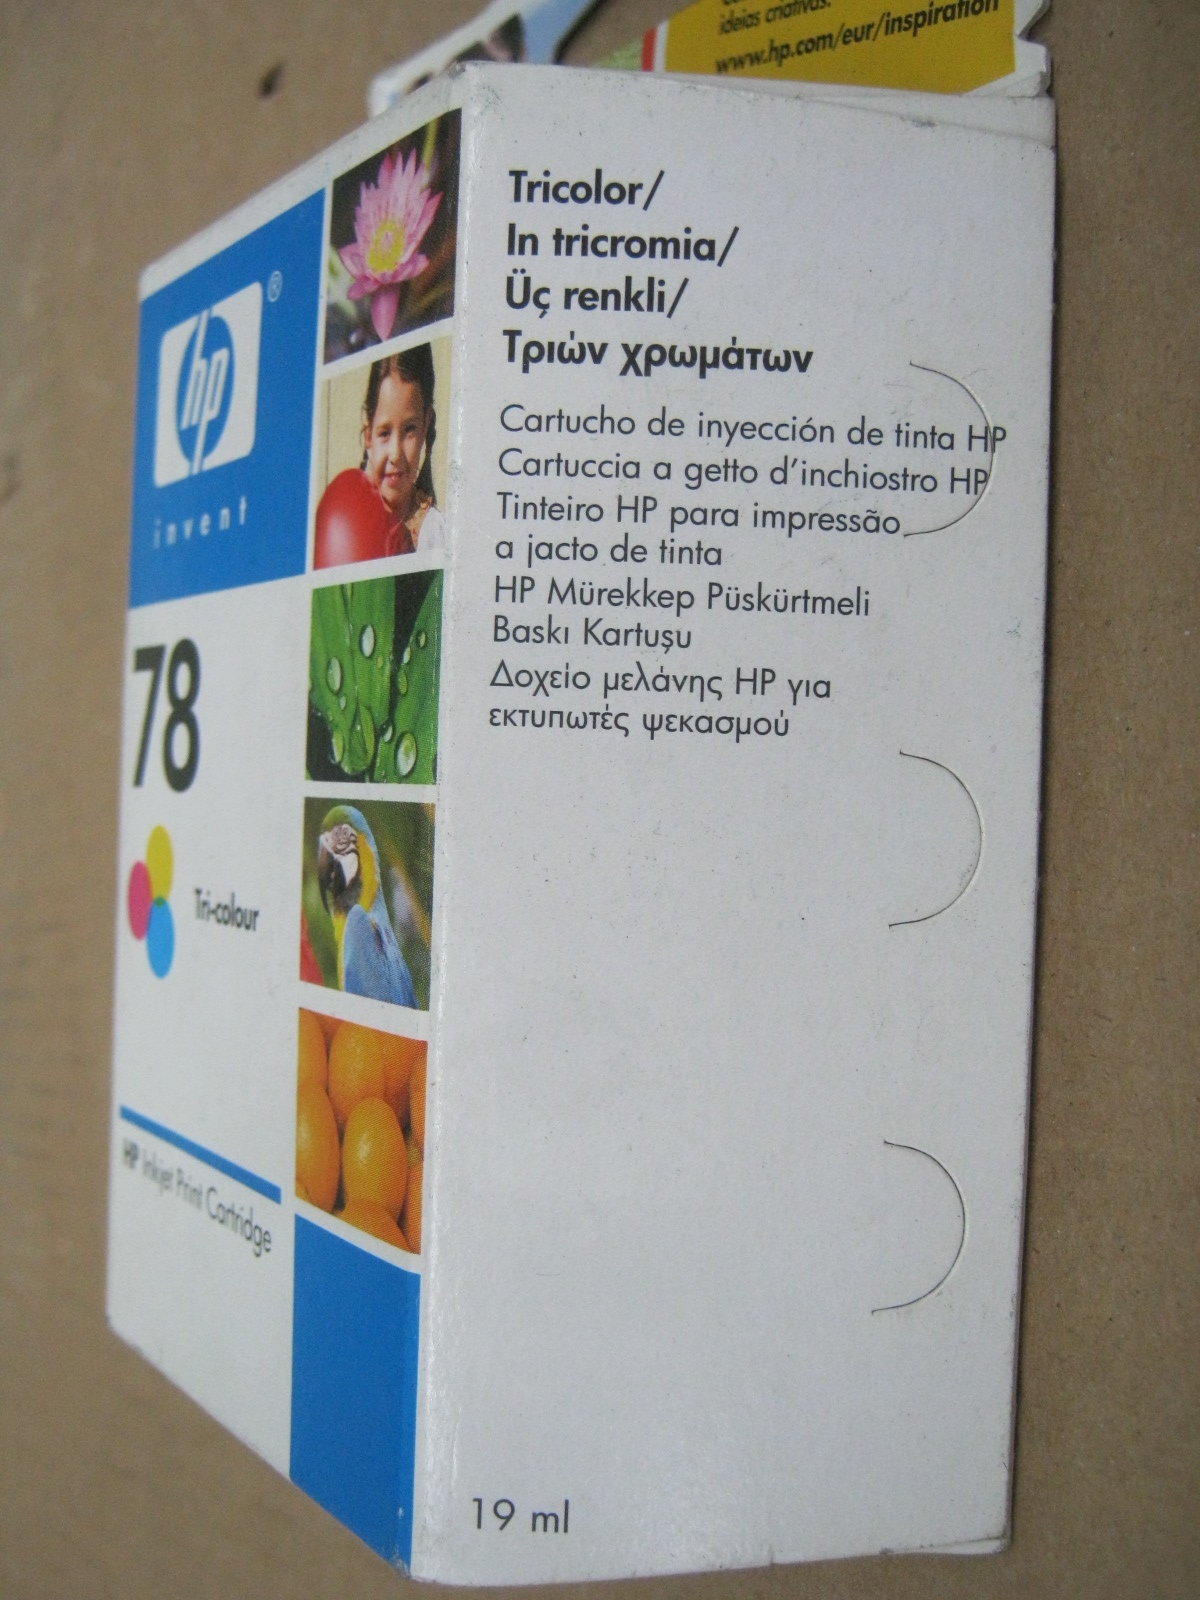 ideias criativas.
www.hp.com/eur/inspiration
hp
®
invent
78
Tri-colour
HP Inkjet Print Cartridge
Tricolor/
In tricromia/
Üç renkli/
Τριών χρωμάτων
Cartucho de inyección de tinta HP
Cartuccia a getto d'inchiostro HP
Tinteiro HP para impressão
a jacto de tinta
HP Mürekkep Püskürtmeli
Baskı Kartuşu
Δοχείο μελάνης HP για
εκτυπωτές ψεκασμού
19 ml